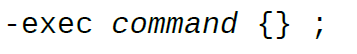 -exec command {} ;